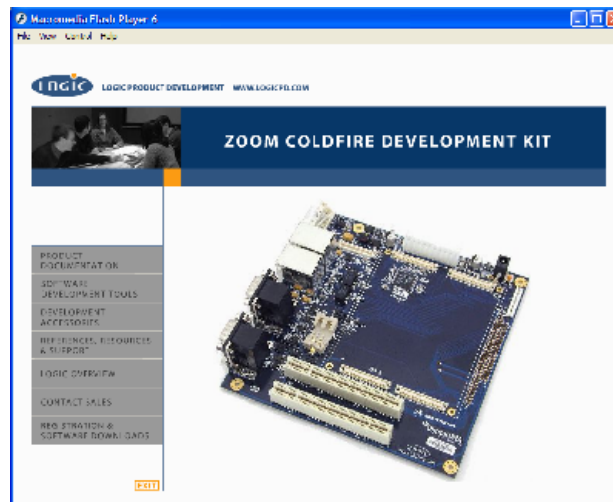 Macromedia Flash Player 6
File View Control Help
LOGIC
LOGIC PRODUCT DEVELOPMENT WWW.LOGICPD.COM
ZOOM COLDFIRE DEVELOPMENT KIT
PRODUCT
DOCUMENTATION
SOFTWARE
DEVELOPMENT TOOLS
DEVELOPMENT
ACCESSORIES
REFERENCES, RESOURCES
& SUPPORT
LOGIC OVERVIEW
CONTACT SALES
REGISTRATION &
SOFTWARE DOWNLOADS
EXIT